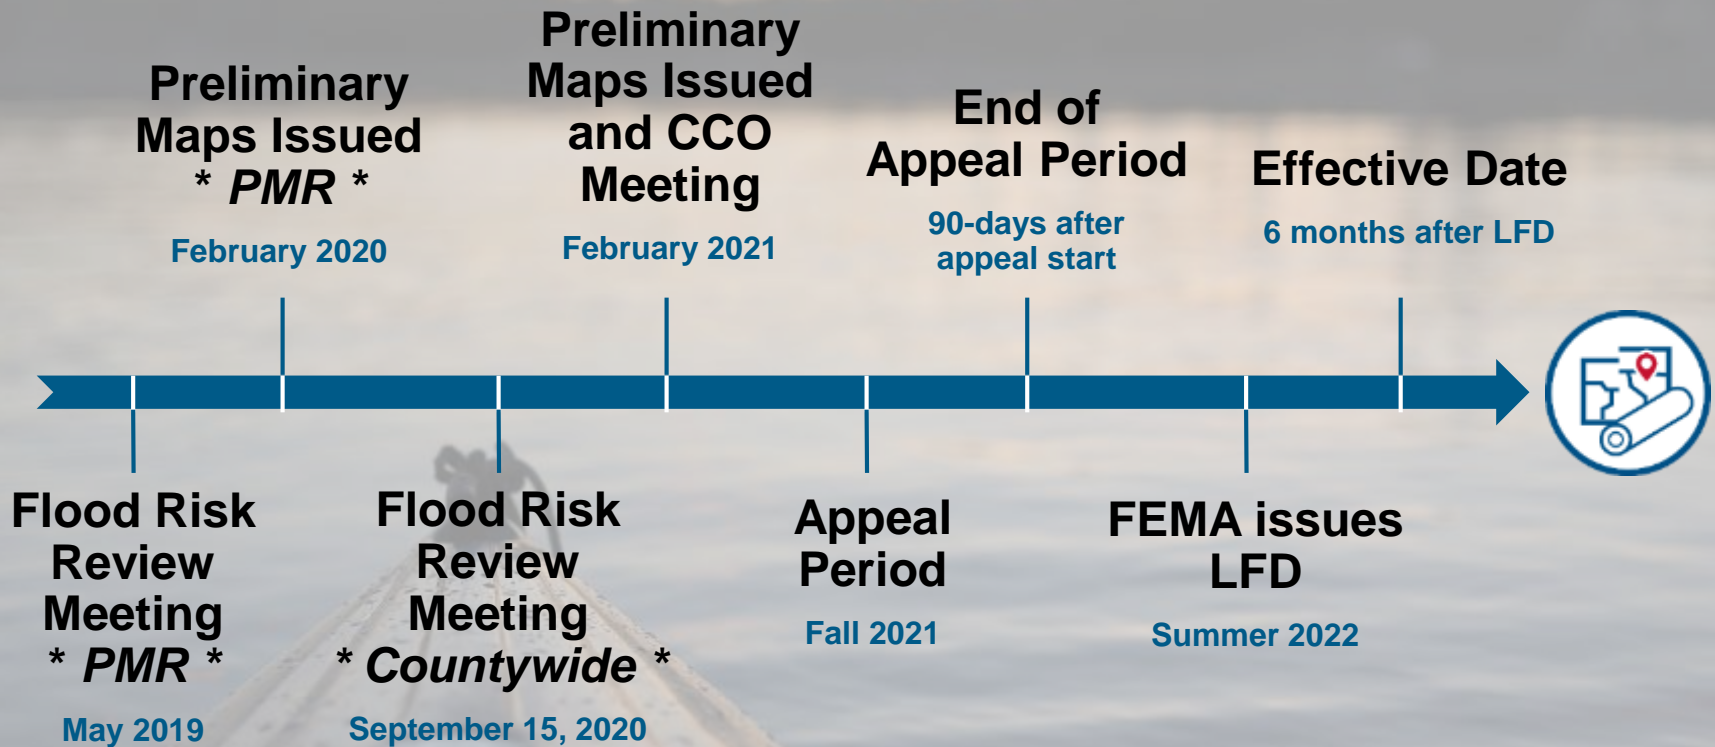 Preliminary
Maps Issued
* PMR *
February 2020
Preliminary
Maps Issued
and CCO
Meeting
February 2021
End of
Appeal Period
90-days after
appeal start
Effective Date
6 months after LFD
Flood Risk
Review
Meeting
* PMR *
May 2019
Flood Risk
Review
Meeting
* Countywide *
September 15, 2020
Appeal
Period
Fall 2021
FEMA issues
LFD
Summer 2022